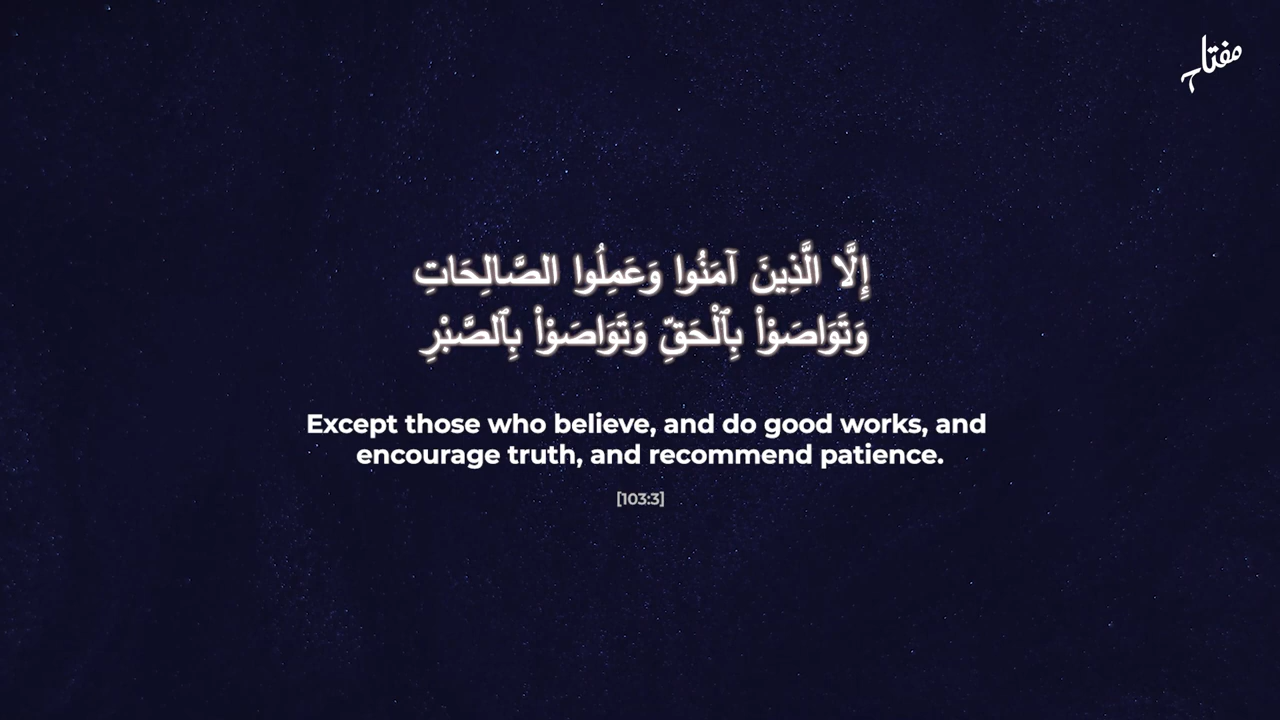 مفتاح
إِلَّا الَّذِينَ آمَنُوا وَعَمِلُوا الصَّالِحَاتِ
وَتَوَاصَوْا۟ بِٱلْحَقِّ وَتَوَاصَوْا۟ بِٱلصَّبْرِ
Except those who believe, and do good works, and
encourage truth, and recommend patience.
[103:3]